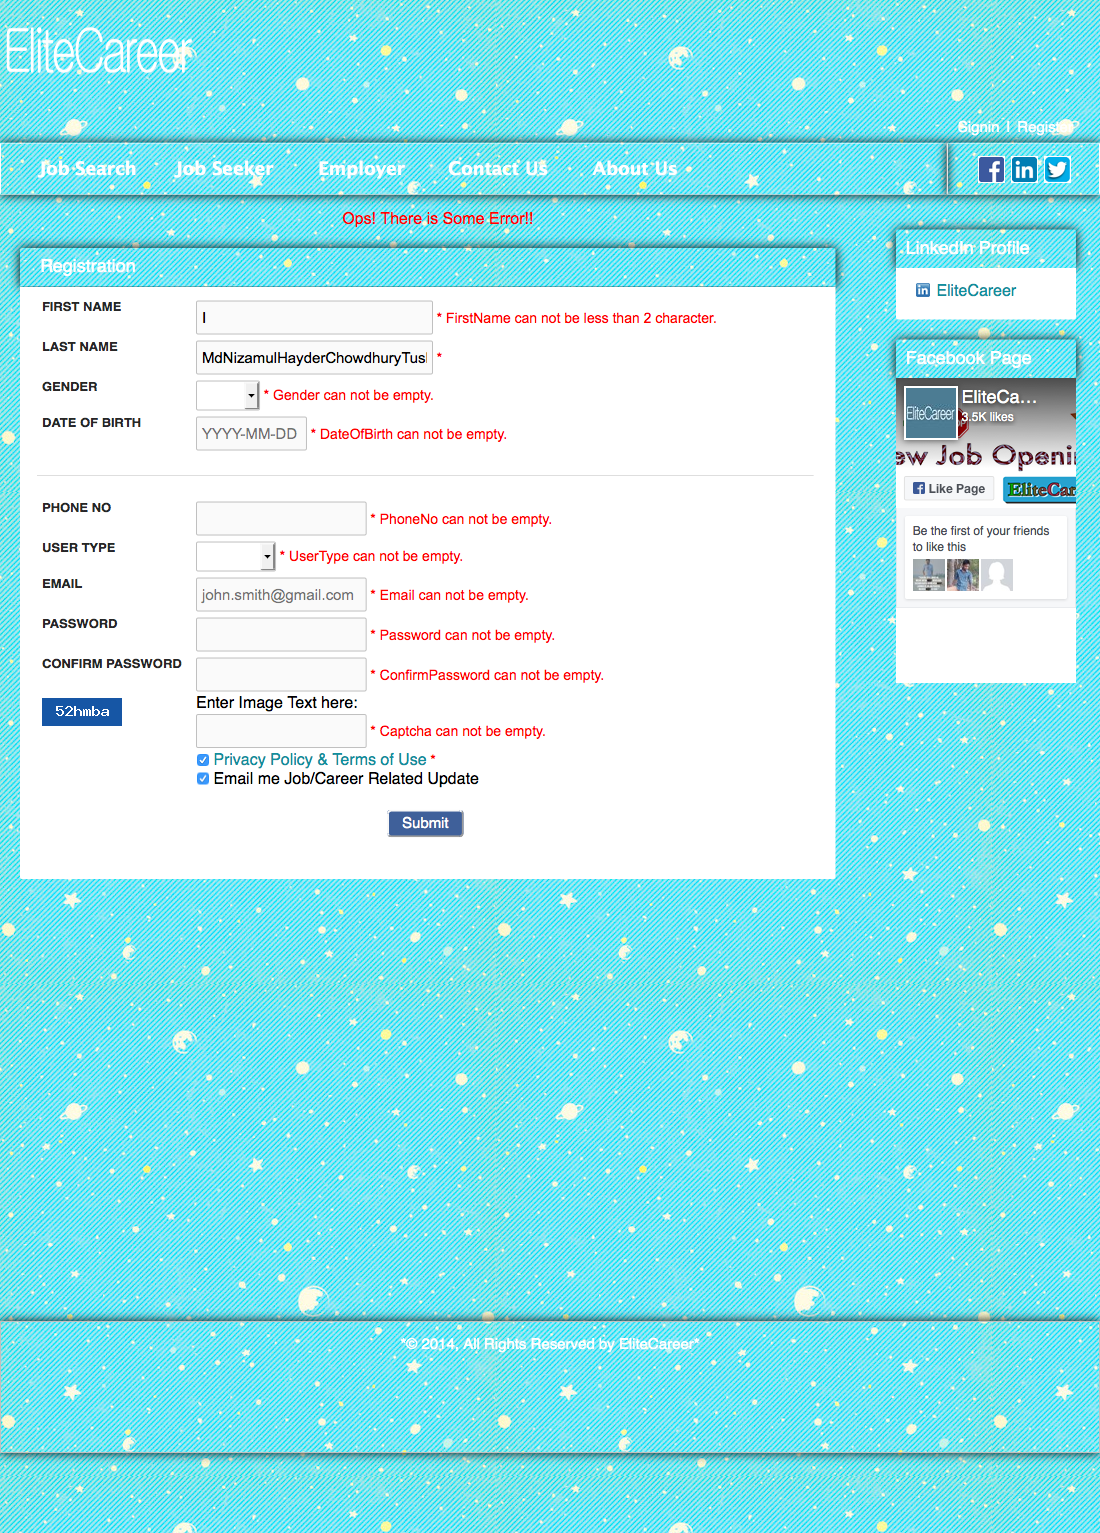 EliteCareer
Signin | Register
Job Search Job Seeker Employer Contact US About Us
Ops! There is Some Error!!
Registration
FIRST NAME I * FirstName can not be less than 2 character.
LAST NAME MdNizamulHayderChowdhuryTus *
GENDER * Gender can not be empty.
DATE OF BIRTH YYYY-MM-DD * DateOfBirth can not be empty.
PHONE NO * PhoneNo can not be empty.
USER TYPE * UserType can not be empty.
EMAIL john.smith@gmail.com * Email can not be empty.
PASSWORD * Password can not be empty.
CONFIRM PASSWORD * ConfirmPassword can not be empty.
Enter Image Text here:
52hmba * Captcha can not be empty.
Privacy Policy & Terms of Use *
Email me Job/Career Related Update
Submit
LinkedIn Profile
EliteCareer
Facebook Page
EliteCareer
EliteCa...
3.5K likes
ew Job Openi
Like Page
EliteCar
Be the first of your friends
to like this
*© 2014, All Rights Reserved by EliteCareer*